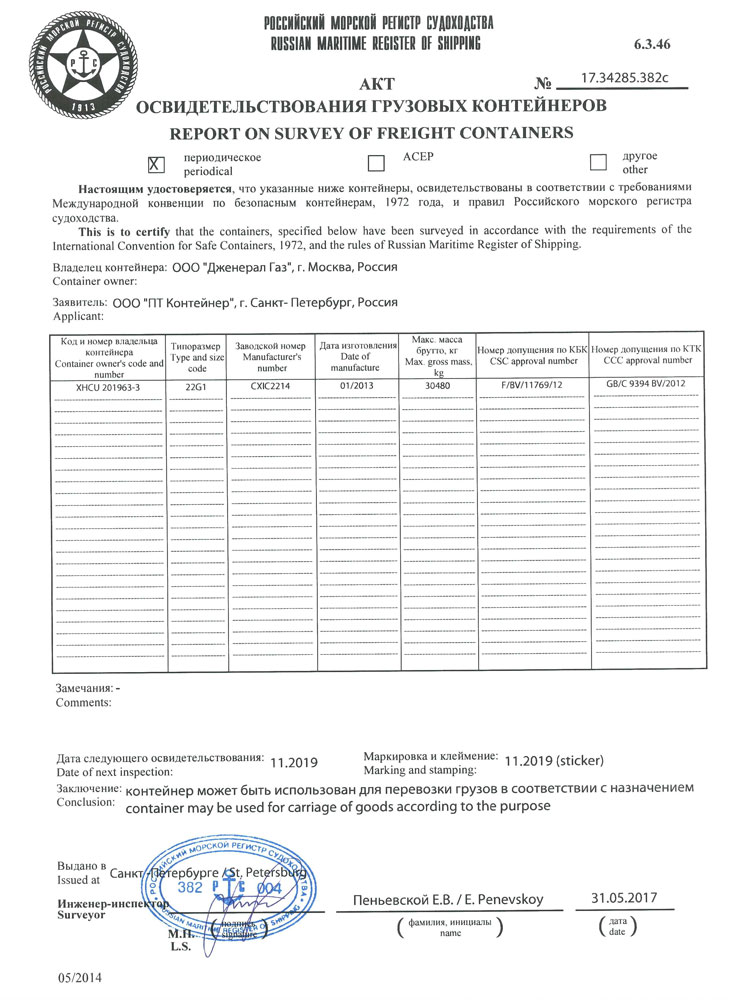 РОССИЙСКИЙ МОРСКОЙ РЕГИСТР СУДОХОДСТВА
RUSSIAN MARITIME REGISTER OF SHIPPING
РОССИЙСКИЙ МОРСКОЙ РЕГИСТР СУДОХОДСТВА
Р С
1913
6.3.46
АКТ № 17.34285.382с
ОСВИДЕТЕЛЬСТВОВАНИЯ ГРУЗОВЫХ КОНТЕЙНЕРОВ
REPORT ON SURVEY OF FREIGHT CONTAINERS
X периодическое
periodical
ACEP
другое
other
Настоящим удостоверяется, что указанные ниже контейнеры, освидетельствованы в соответствии с требованиями
Международной конвенции по безопасным контейнерам, 1972 года, и правил Российского морского регистра
судоходства.
This is to certify that the containers, specified below have been surveyed in accordance with the requirements of the
International Convention for Safe Containers, 1972, and the rules of Russian Maritime Register of Shipping.
Владелец контейнера: ООО "Дженерал Газ", г. Москва, Россия
Container owner:
Заявитель: ООО "ПТ Контейнер", г. Санкт- Петербург, Россия
Applicant:
Код и номер владельца
контейнера
Container owner's code and
number
Типоразмер
Type and size
code
Заводской номер
Manufacturer's
number
Дата изготовления
Date of
manufacture
Макс. масса
брутто, кг
Max. gross mass,
kg
Номер допущения по КБК
CSC approval number
Номер допущения по КТК
CCC approval number
XHCU 201963-3 22G1 CXIC2214 01/2013 30480 F/BV/11769/12 GB/C 9394 BV/2012
Замечания: -
Comments:
Дата следующего освидетельствования: 11.2019
Date of next inspection:
Маркировка и клеймение: 11.2019 (sticker)
Marking and stamping:
Заключение: контейнер может быть использован для перевозки грузов в соответствии с назначением
Conclusion: container may be used for carriage of goods according to the purpose
Выдано в Санкт-Петербурге / St, Petersburg
Issued at
РОССИЙСКИЙ МОРСКОЙ РЕГИСТР СУДОХОДСТВА
382 Р С 004
RUSSIAN MARITIME REGISTER OF SHIPPING
Инженер-инспектор
Surveyor
Пеньевской Е.В. / E. Penevskoy
31.05.2017
(подпись
signature)
(фамилия, инициалы
name)
(дата
date)
М.П.
L.S.
05/2014